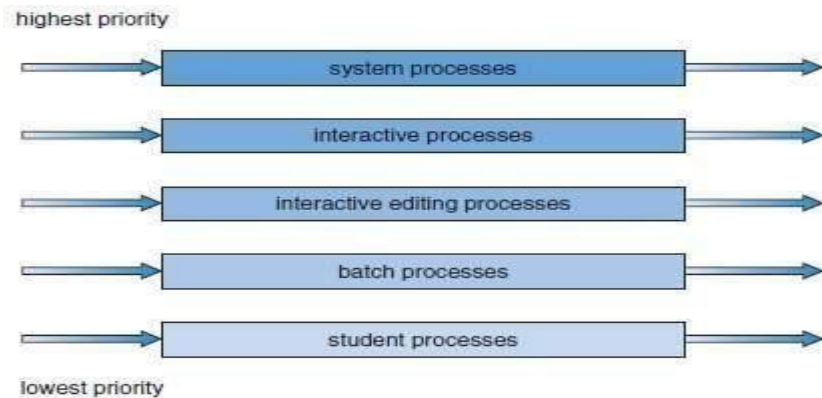 highest priority
system processes
interactive processes
interactive editing processes
batch processes
student processes
lowest priority